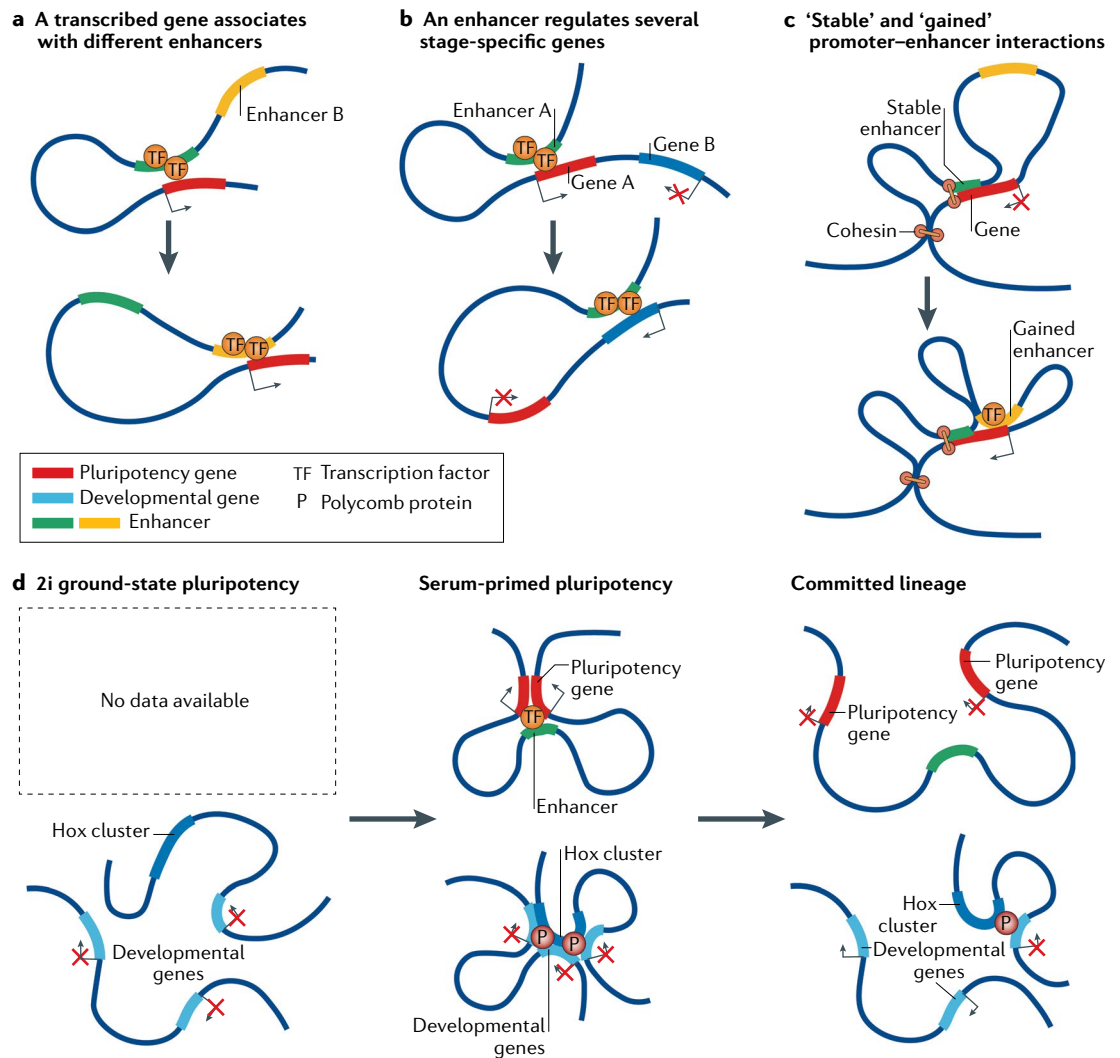 a A transcribed gene associates
with different enhancers
Enhancer B
TF
TF
TF
TF
b An enhancer regulates several
stage-specific genes
Enhancer A
TF
TF
Gene B
Gene A
TF TF
c ‘Stable’ and ‘gained’
promoter–enhancer interactions
Stable
enhancer
Cohesin
Gene
Gained
enhancer
TF
Pluripotency gene
Developmental gene
Enhancer
TF Transcription factor
P Polycomb protein
d 2i ground-state pluripotency
No data available
Hox cluster
Developmental
genes
Serum-primed pluripotency
Pluripotency
gene
TF
Enhancer
Hox cluster
P
P
Developmental
genes
Committed lineage
Pluripotency
gene
Pluripotency
gene
Hox
cluster
P
Developmental
genes